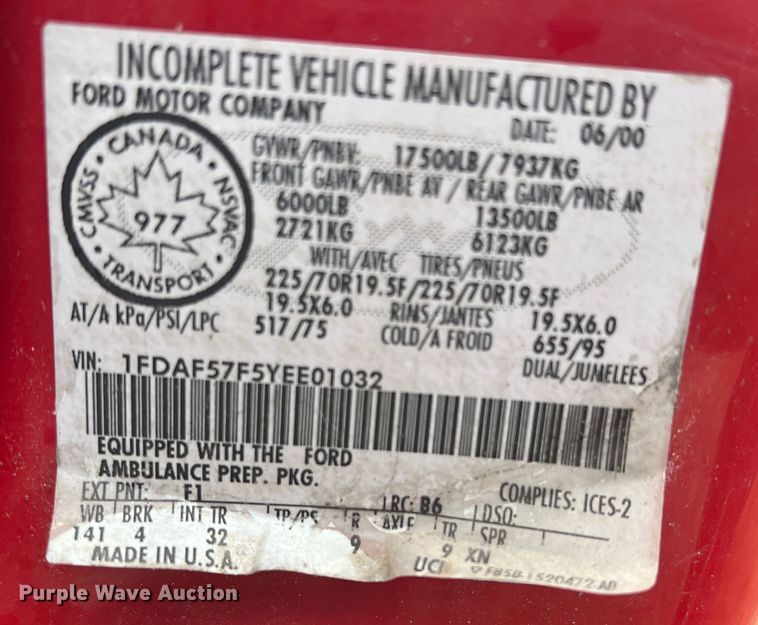 INCOMPLETE VEHICLE MANUFACTURED BY
FORD MOTOR COMPANY
DATE: 06/00
CMVSS · CANADA · NSVAC · TRANSPORT ·
977
GVWR/PNBV: 17500LB/7937KG
FRONT GAWR/PNBE AV / REAR GAWR/PNBE AR
6000LB 13500LB
2721KG 6123KG
WITH/AVEC TIRES/PNEUS
225/70R19.5F/225/70R19.5F
19.5X6.0 RIMS/JANTES 19.5X6.0
AT/A kPa/PSI/LPC 517/75 COLD/A FROID 655/95
DUAL/JUMELEES
VIN: 1FDAF57F5YEE01032
EQUIPPED WITH THE FORD
AMBULANCE PREP. PKG.
EXT PNT: F1 RC: B6 COMPLIES: ICES-2
WB BRK INT TR TP/PS R AXLE TR SPR DSO:
141 4 32 9 9 XN
MADE IN U.S.A. UCI
Purple Wave Auction